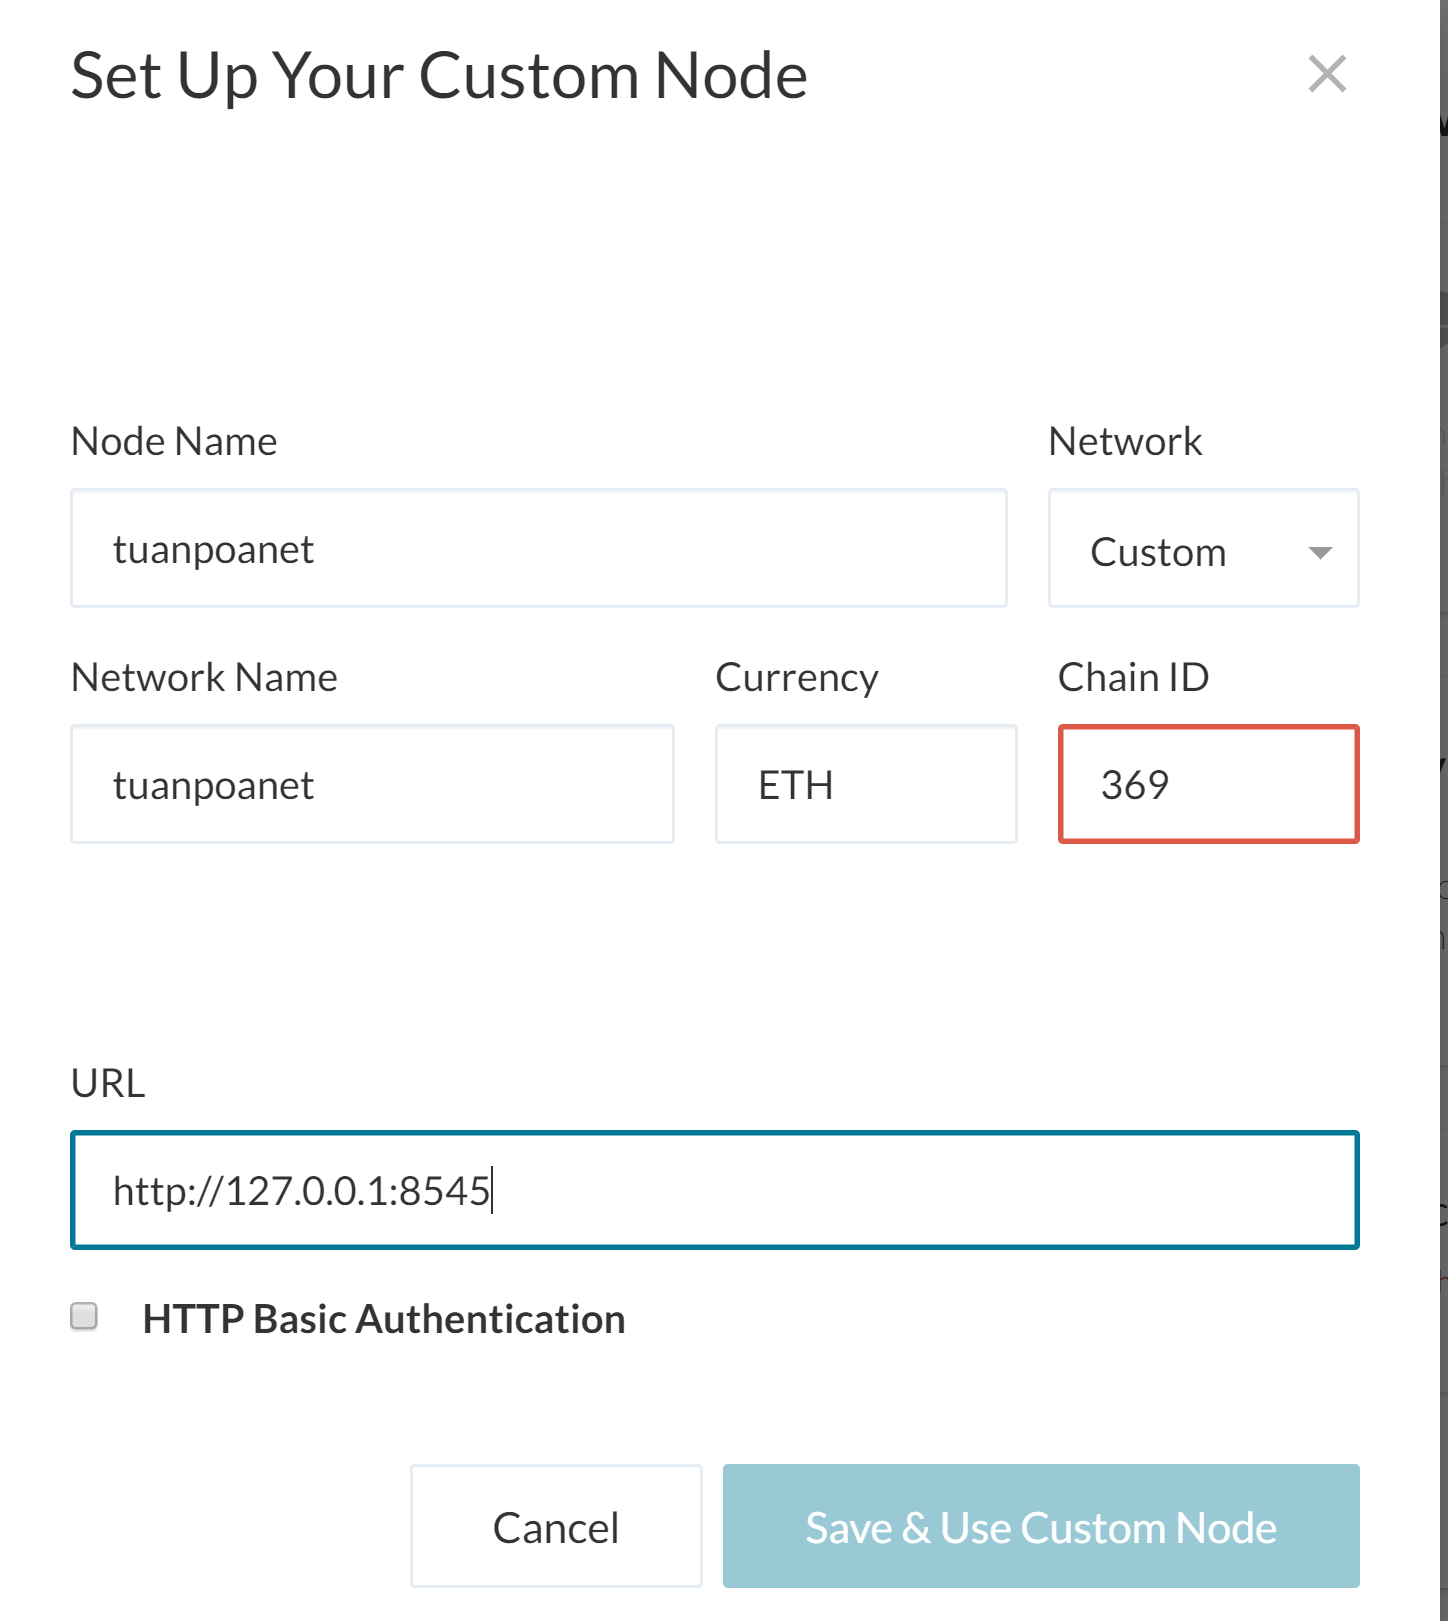 Set Up Your Custom Node
Node Name
Network
tuanpoanet
Custom
Network Name
Currency
Chain ID
tuanpoanet
ETH
369
URL
http://127.0.0.1:8545
HTTP Basic Authentication
Cancel
Save & Use Custom Node